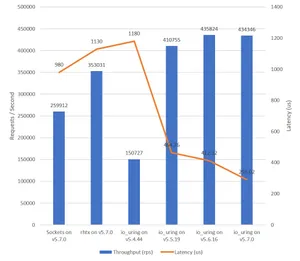 500000
450000
400000
350000
300000
250000
200000
150000
100000
50000
0
Requests / Second
1400
1200
1000
800
600
400
200
0
Latency (us)
980
1130
1180
259912
353031
150727
410755
435824
434346
Sockets on v5.7.0
rhtx on v5.7.0
io_uring on v5.4.44
io_uring on v5.5.19
io_uring on v5.6.16
io_uring on v5.7.0
Throughput (rps)
Latency (us)